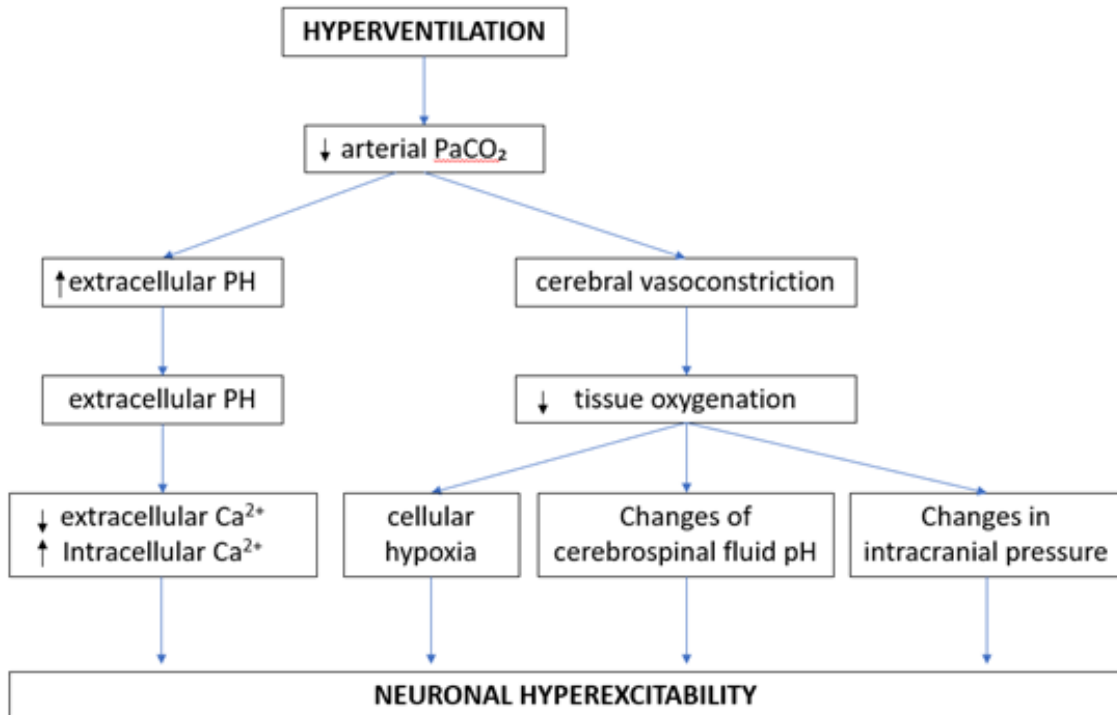 HYPERVENTILATION
↓ arterial PaCO₂
↑extracellular PH
cerebral vasoconstriction
extracellular PH
↓ tissue oxygenation
↓ extracellular Ca²⁺
↑ Intracellular Ca²⁺
cellular
hypoxia
Changes of
cerebrospinal fluid pH
Changes in
intracranial pressure
NEURONAL HYPEREXCITABILITY